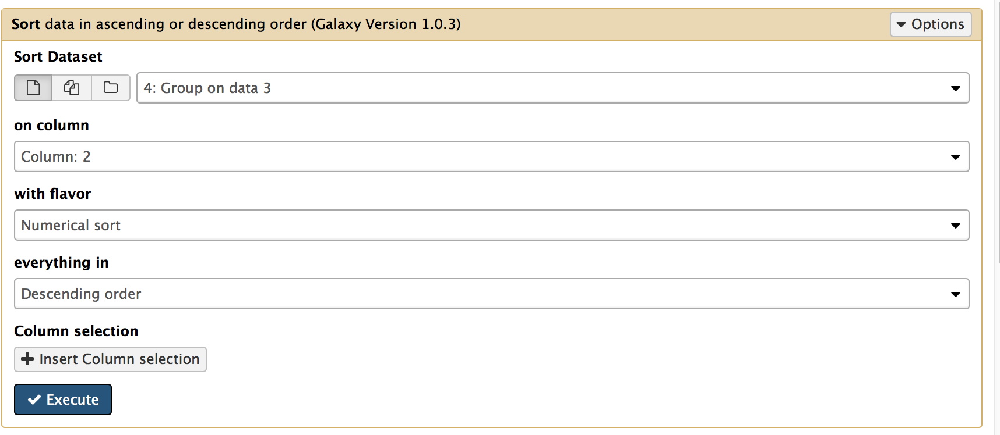 Sort data in ascending or descending order (Galaxy Version 1.0.3)
Options
Sort Dataset
4: Group on data 3
on column
Column: 2
with flavor
Numerical sort
everything in
Descending order
Column selection
Insert Column selection
Execute